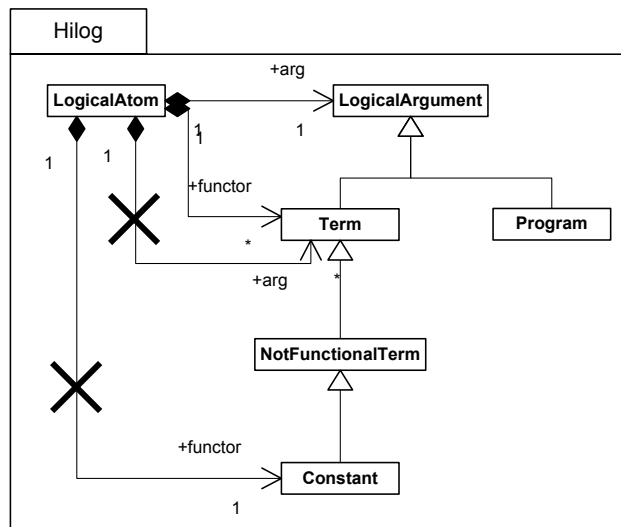 Hilog
+arg
LogicalAtom
LogicalArgument
1
1
1
1
1
+functor
Term
Program
*
+arg
*
NotFunctionalTerm
+functor
Constant
1